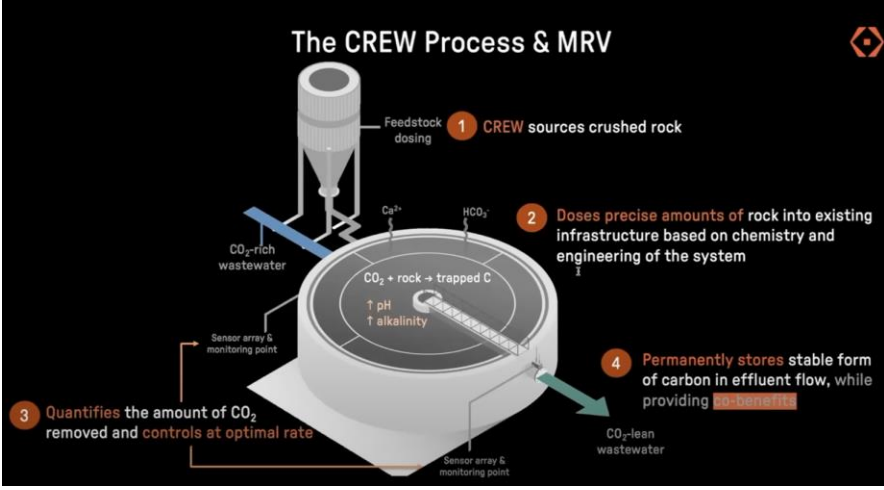 The CREW Process & MRV
Feedstock
dosing
1
CREW sources crushed rock
Ca²⁺
HCO₃⁻
2
Doses precise amounts of rock into existing
infrastructure based on chemistry and
engineering of the system
CO₂-rich
wastewater
CO₂ + rock → trapped C
↑ pH
↑ alkalinity
Sensor array &
monitoring point
3
Quantifies the amount of CO₂
removed and controls at optimal rate
4
Permanently stores stable form
of carbon in effluent flow, while
providing co-benefits
CO₂-lean
wastewater
Sensor array &
monitoring point